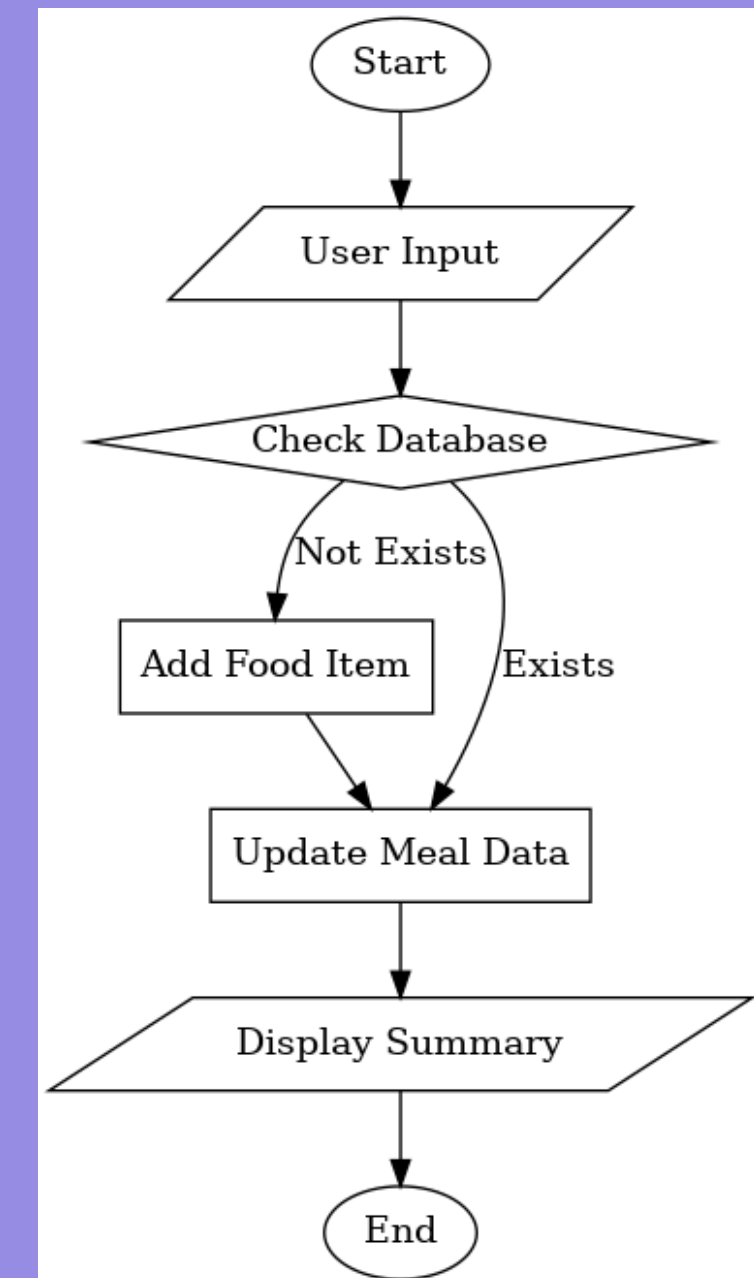 Start
User Input
Check Database
Not Exists
Add Food Item
Exists
Update Meal Data
Display Summary
End